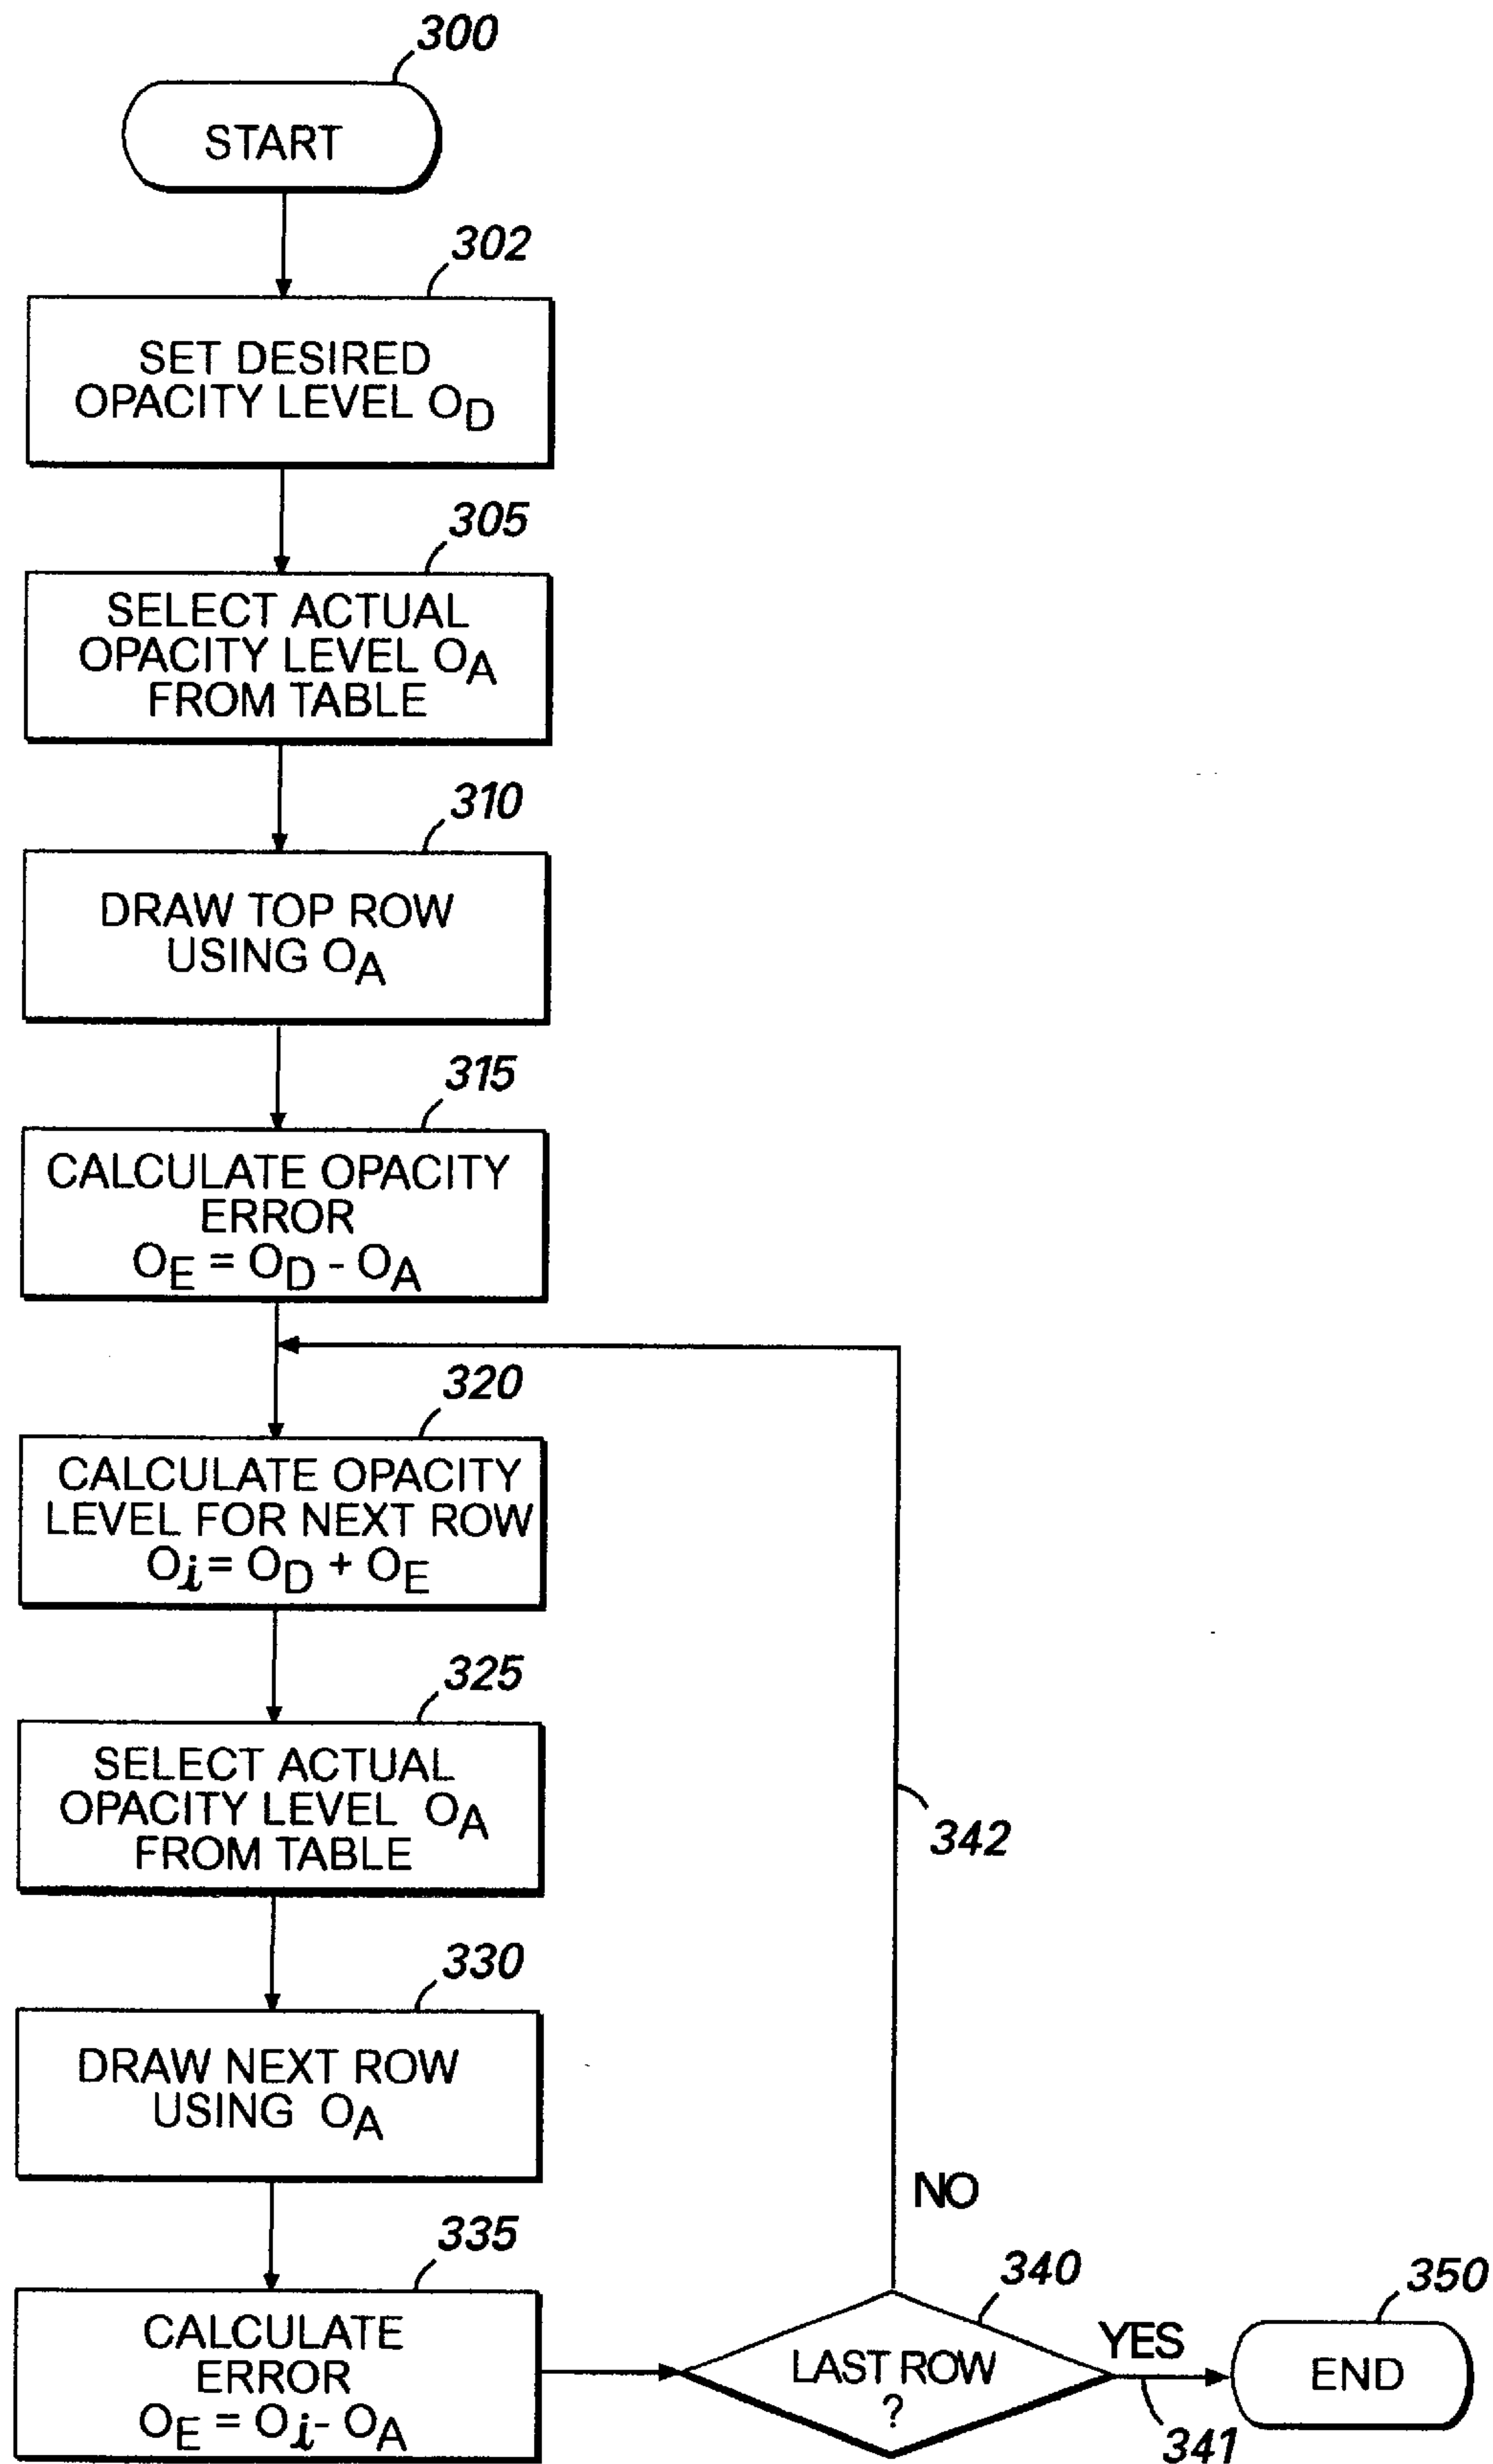 300
START
302
SET DESIRED
OPACITY LEVEL OD
305
SELECT ACTUAL
OPACITY LEVEL OA
FROM TABLE
310
DRAW TOP ROW
USING OA
315
CALCULATE OPACITY
ERROR
OE = OD - OA
320
CALCULATE OPACITY
LEVEL FOR NEXT ROW
Oi = OD + OE
325
SELECT ACTUAL
OPACITY LEVEL OA
FROM TABLE
342
330
DRAW NEXT ROW
USING OA
NO
335
CALCULATE
ERROR
OE = Oi - OA
340
LAST ROW
?
YES
341
350
END